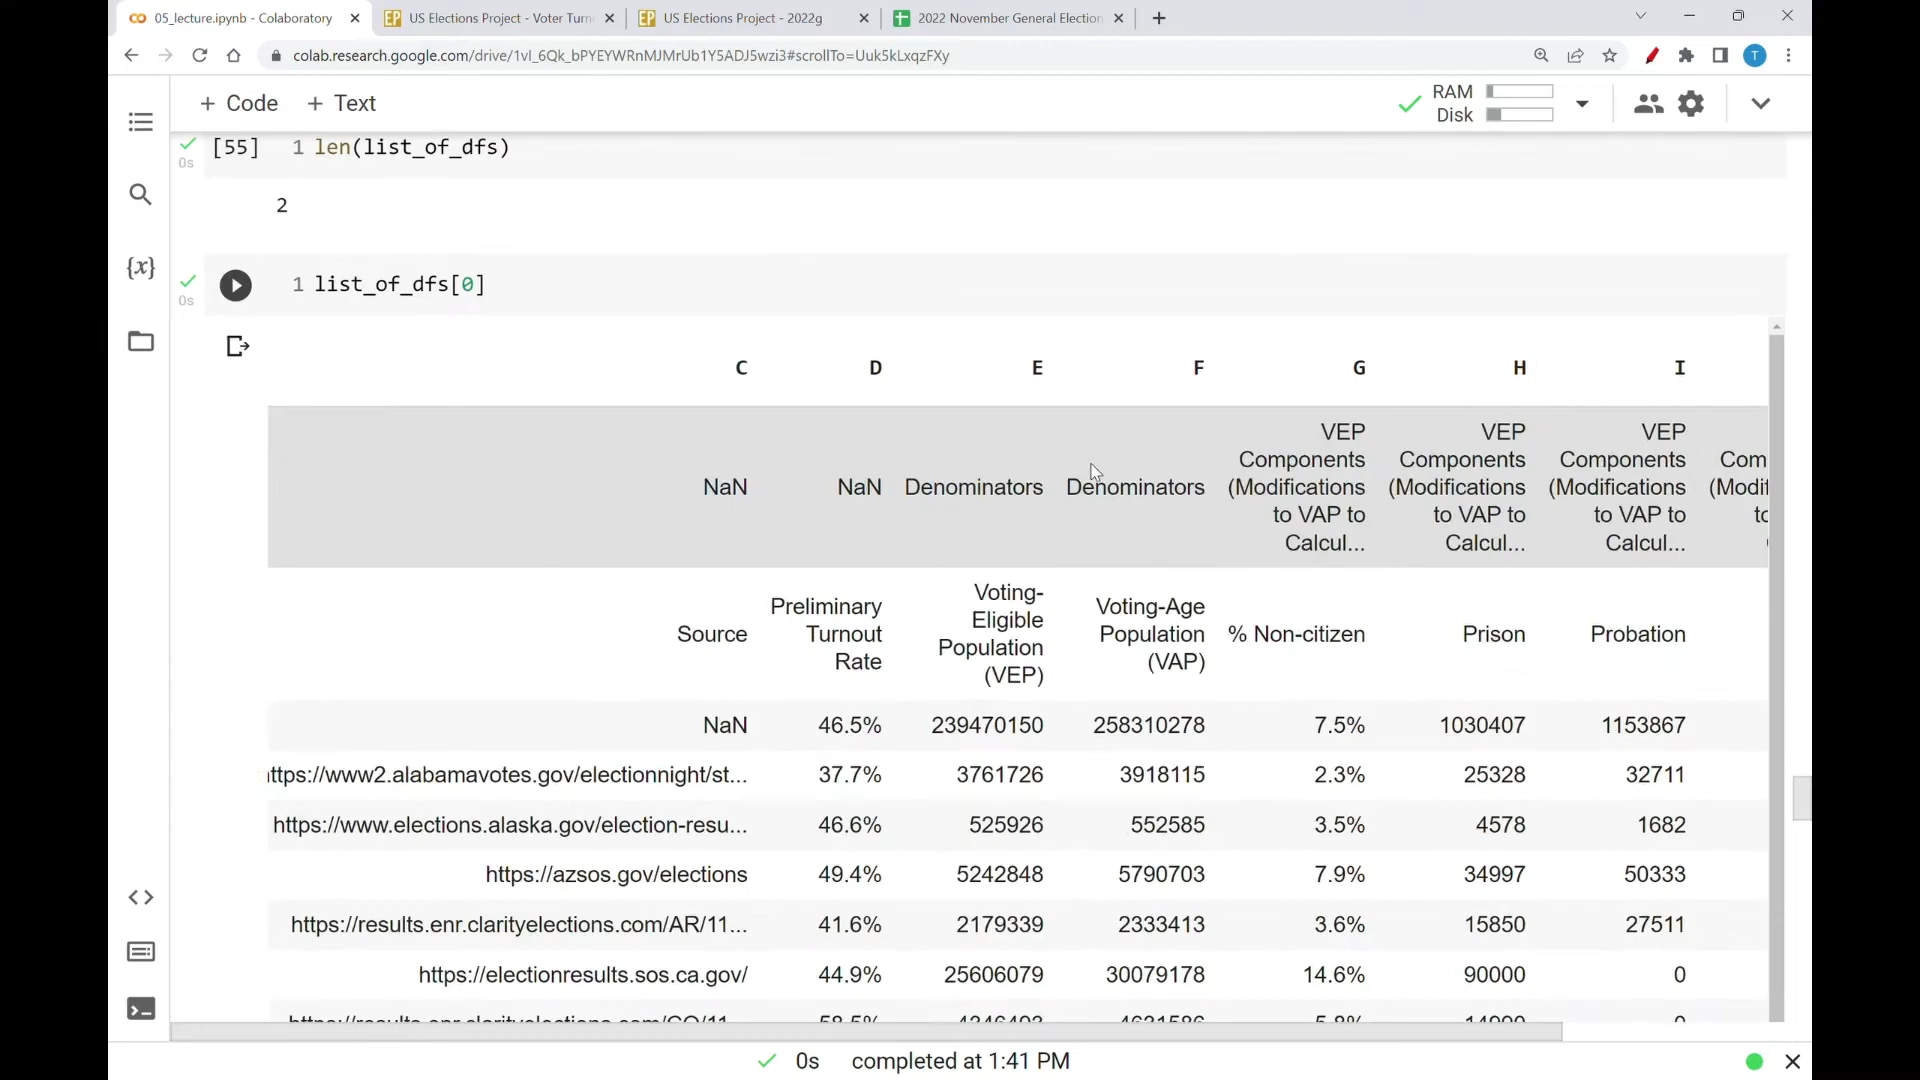 05_lecture.ipynb - Colaboratory
US Elections Project - Voter Turn
US Elections Project - 2022g
2022 November General Election
colab.research.google.com/drive/1vI_6Qk_bPYEYWRnMJMrUb1Y5ADJ5wzi3#scrollTo=Uuk5kLxqzFXy
T
+ Code + Text
RAM
Disk
[55] 1 len(list_of_dfs)
0s
2
{x}
1 list_of_dfs[0]
0s
C D E F G H I
NaN NaN Denominators Denominators VEP Components (Modifications to VAP to Calcul... VEP Components (Modifications to VAP to Calcul... VEP Components (Modifications to VAP to Calcul...
Source Preliminary Turnout Rate Voting-Eligible Population (VEP) Voting-Age Population (VAP) % Non-citizen Prison Probation
NaN 46.5% 239470150 258310278 7.5% 1030407 1153867
ttps://www2.alabamavotes.gov/electionnight/st... 37.7% 3761726 3918115 2.3% 25328 32711
https://www.elections.alaska.gov/election-resu... 46.6% 525926 552585 3.5% 4578 1682
https://azsos.gov/elections 49.4% 5242848 5790703 7.9% 34997 50333
https://results.enr.clarityelections.com/AR/11... 41.6% 2179339 2333413 3.6% 15850 27511
https://electionresults.sos.ca.gov/ 44.9% 25606079 30079178 14.6% 90000 0
0s completed at 1:41 PM